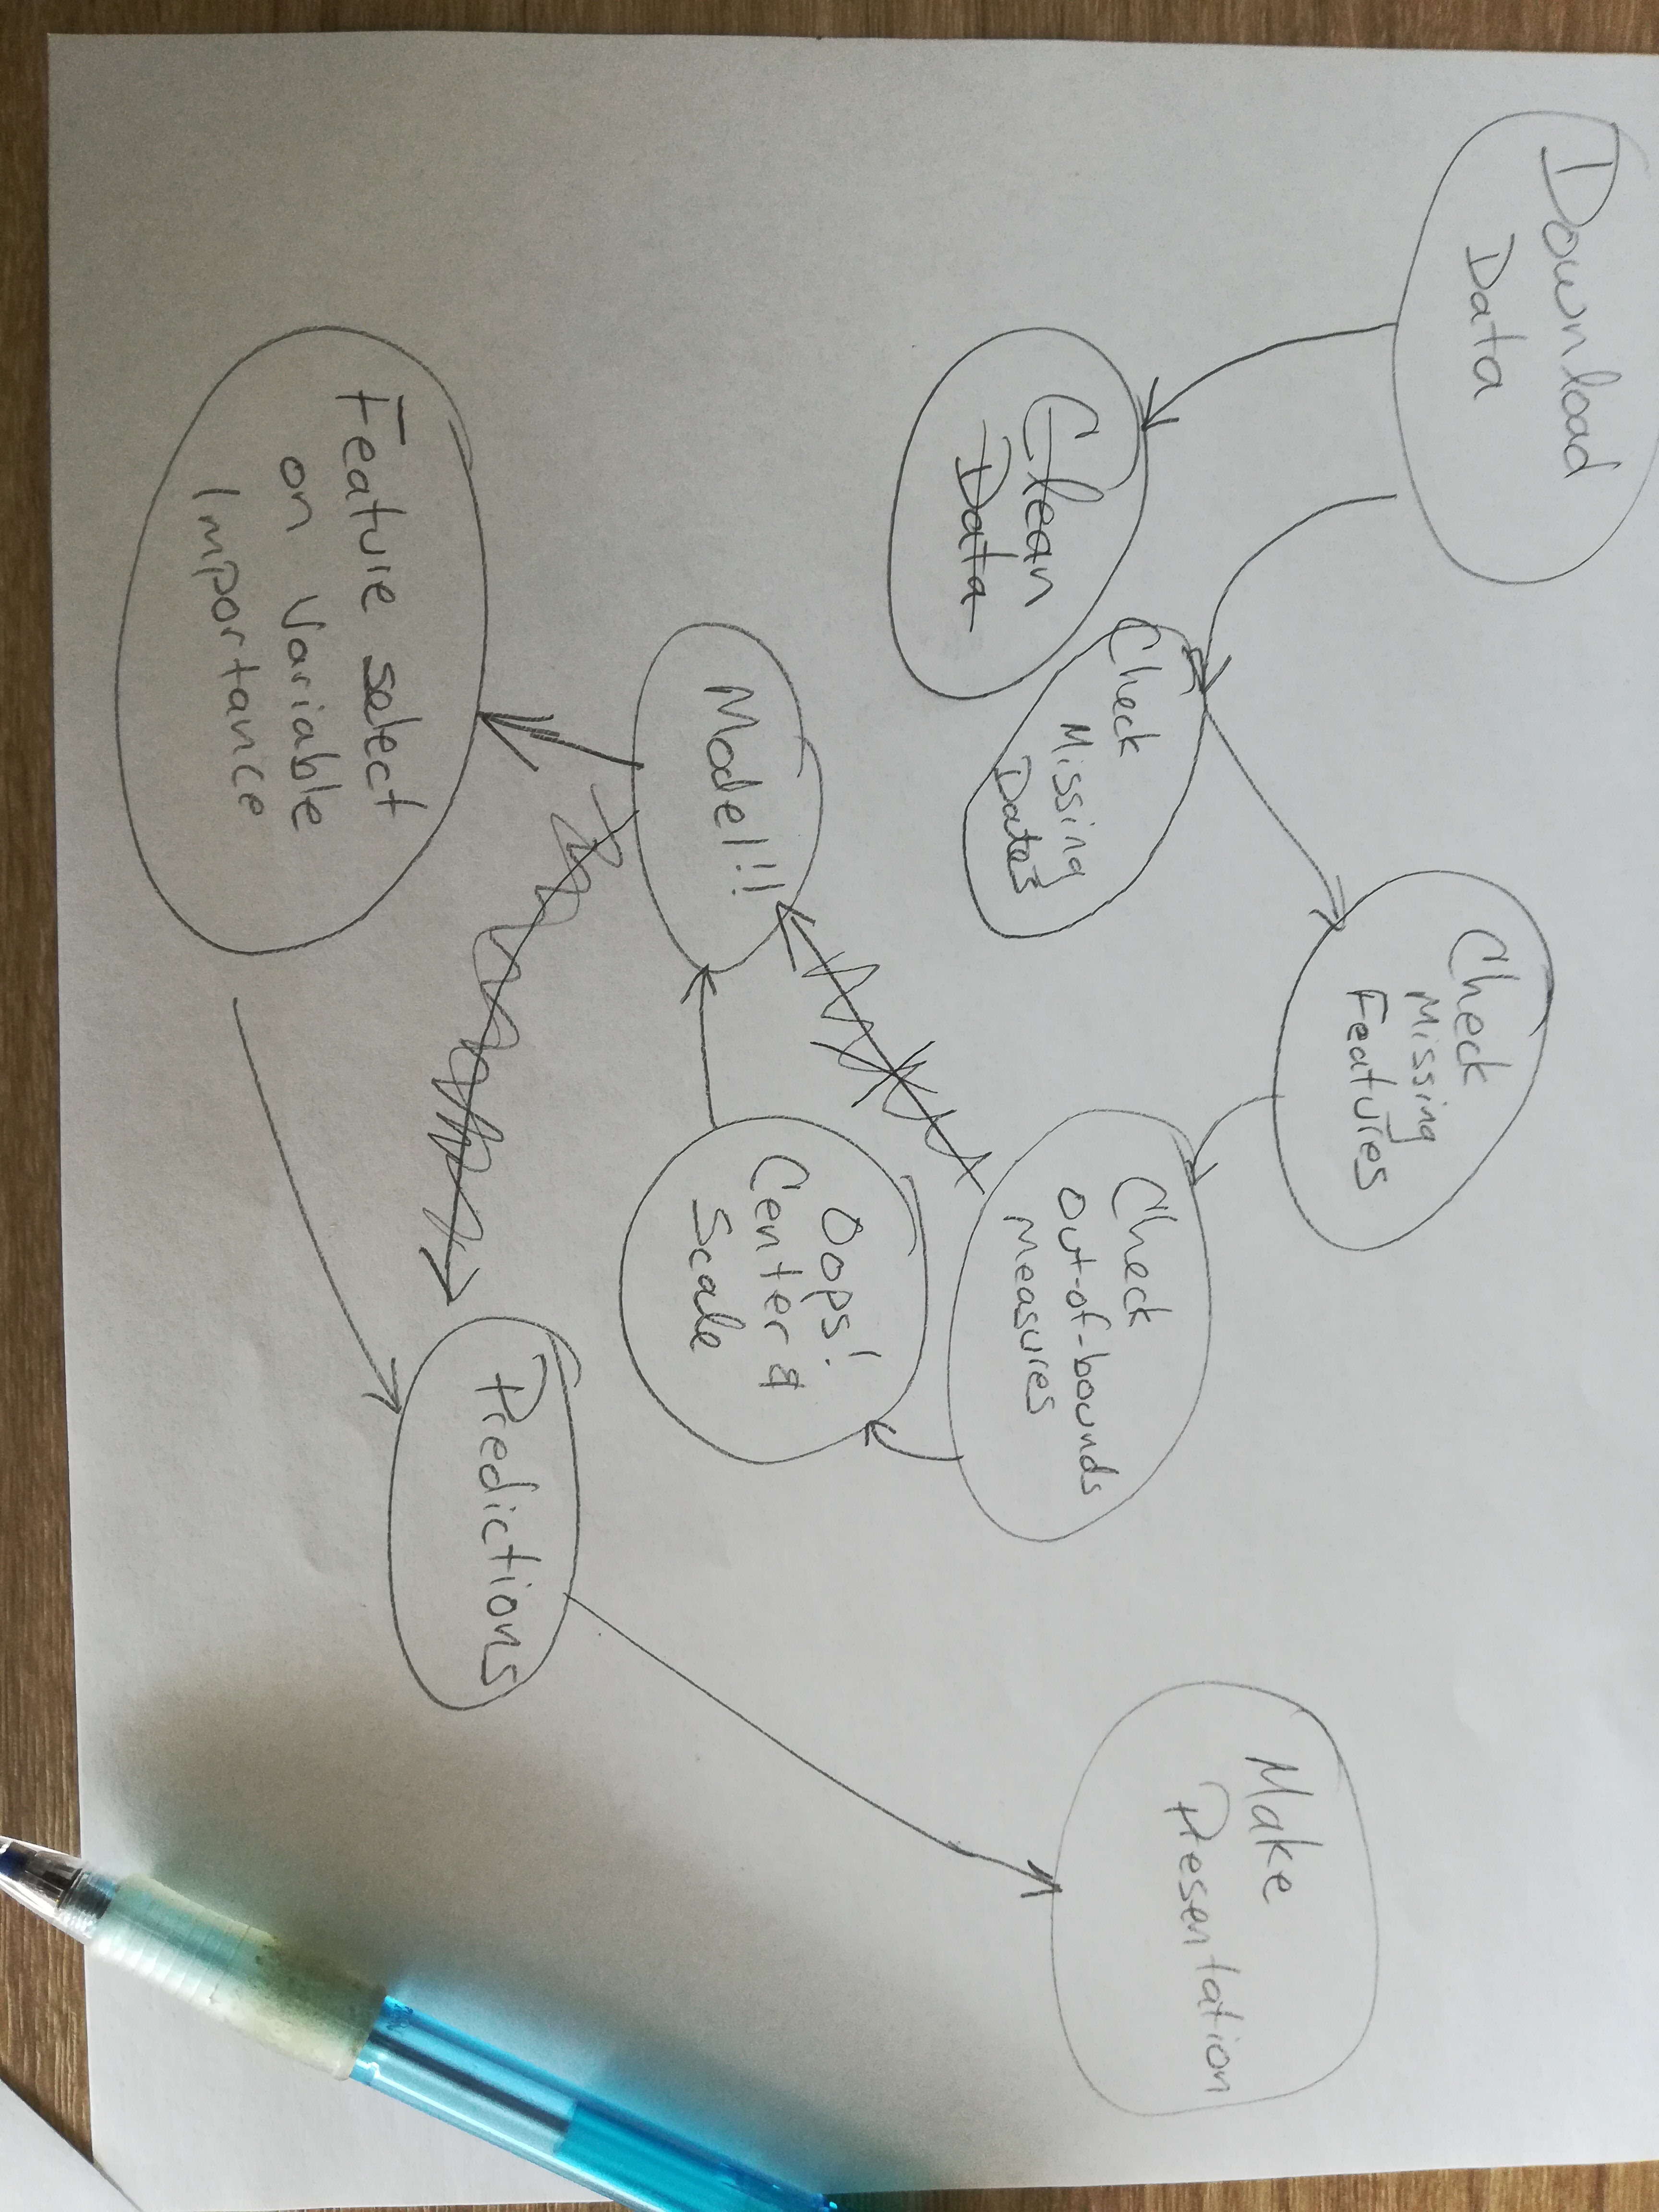 Download
Data
Check
Missing
Features
Make
Presentation
Clean
Data
Check
Missing
Dates
Check
Out-of-bounds
Measures
Oops!
Center &
Scale
Model!!
Predictions
Feature select
on Variable
Importance